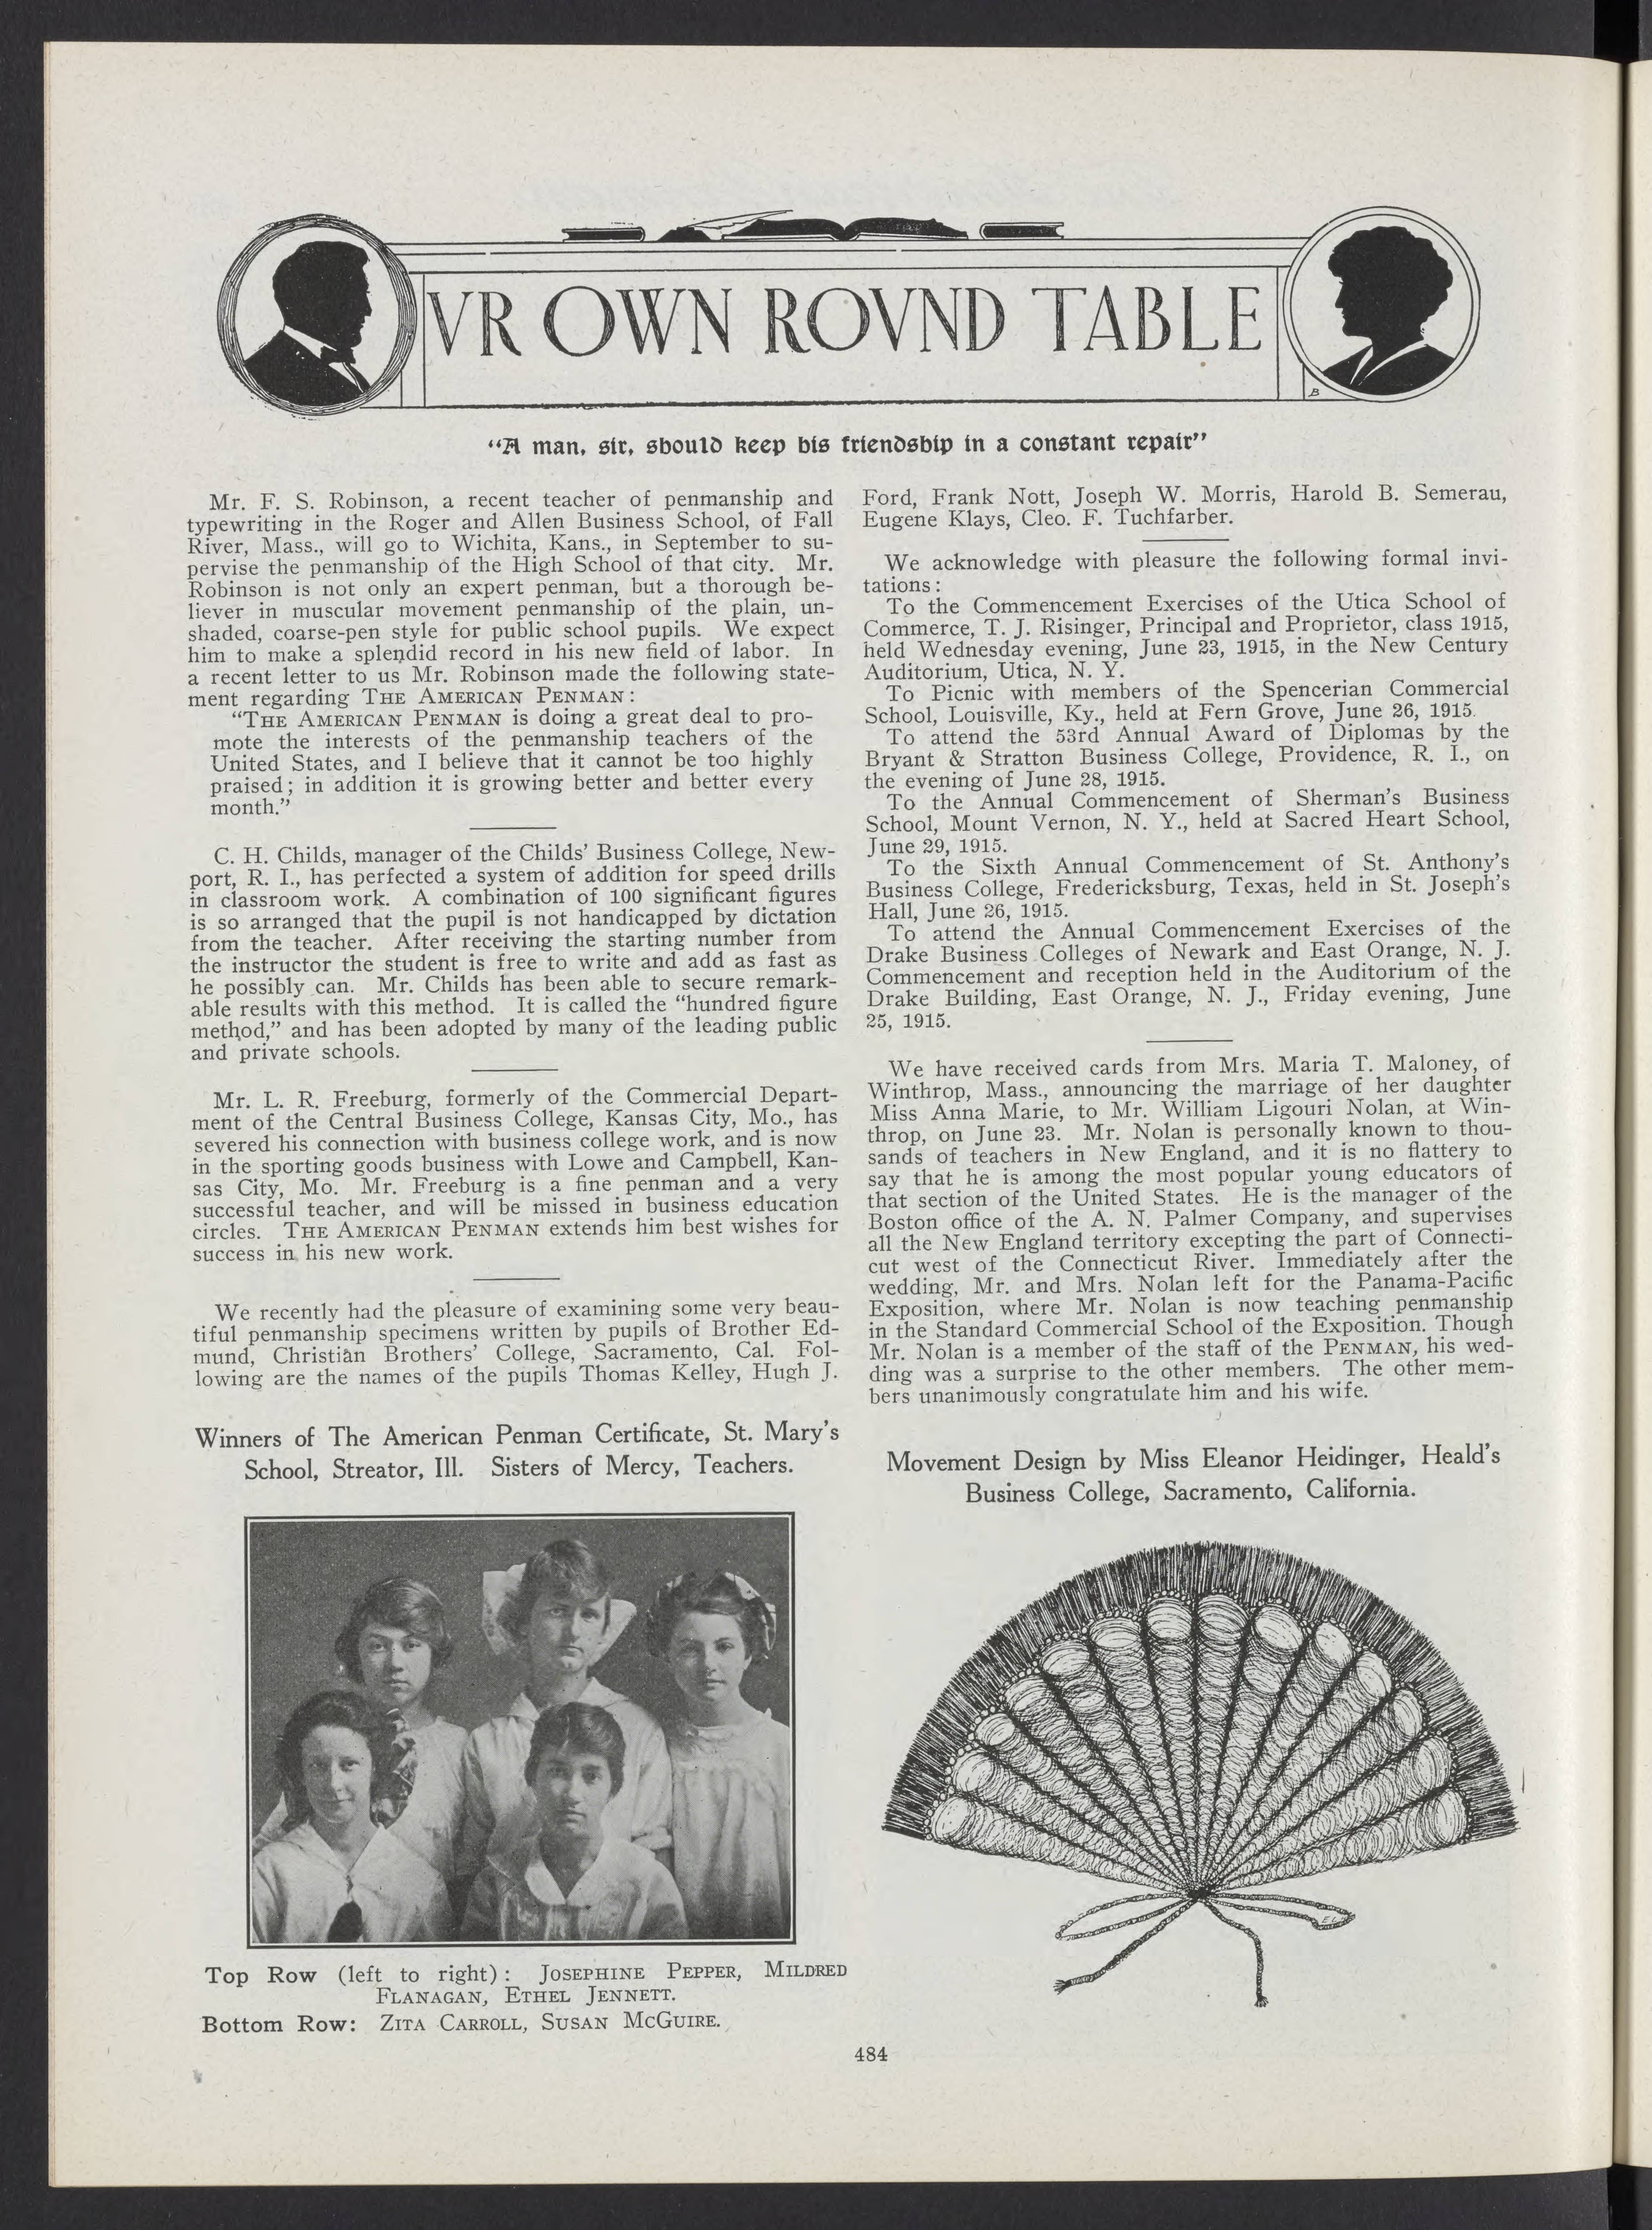 OVR OWN ROVND TABLE
B
“A man, sir, should keep his friendship in a constant repair”
Mr. F. S. Robinson, a recent teacher of penmanship and
typewriting in the Roger and Allen Business School, of Fall
River, Mass., will go to Wichita, Kans., in September to su-
pervise the penmanship of the High School of that city. Mr.
Robinson is not only an expert penman, but a thorough be-
liever in muscular movement penmanship of the plain, un-
shaded, coarse-pen style for public school pupils. We expect
him to make a splendid record in his new field of labor. In
a recent letter to us Mr. Robinson made the following state-
ment regarding THE AMERICAN PENMAN:
“THE AMERICAN PENMAN is doing a great deal to pro-
mote the interests of the penmanship teachers of the
United States, and I believe that it cannot be too highly
praised; in addition it is growing better and better every
month.”
C. H. Childs, manager of the Childs’ Business College, New-
port, R. I., has perfected a system of addition for speed drills
in classroom work. A combination of 100 significant figures
is so arranged that the pupil is not handicapped by dictation
from the teacher. After receiving the starting number from
the instructor the student is free to write and add as fast as
he possibly can. Mr. Childs has been able to secure remark-
able results with this method. It is called the “hundred figure
method,” and has been adopted by many of the leading public
and private schools.
Mr. L. R. Freeburg, formerly of the Commercial Depart-
ment of the Central Business College, Kansas City, Mo., has
severed his connection with business college work, and is now
in the sporting goods business with Lowe and Campbell, Kan-
sas City, Mo. Mr. Freeburg is a fine penman and a very
successful teacher, and will be missed in business education
circles. THE AMERICAN PENMAN extends him best wishes for
success in his new work.
We recently had the pleasure of examining some very beau-
tiful penmanship specimens written by pupils of Brother Ed-
mund, Christian Brothers’ College, Sacramento, Cal. Fol-
lowing are the names of the pupils Thomas Kelley, Hugh J.
Ford, Frank Nott, Joseph W. Morris, Harold B. Semerau,
Eugene Klays, Cleo. F. Tuchfarber.
We acknowledge with pleasure the following formal invi-
tations:
To the Commencement Exercises of the Utica School of
Commerce, T. J. Risinger, Principal and Proprietor, class 1915,
held Wednesday evening, June 23, 1915, in the New Century
Auditorium, Utica, N. Y.
To Picnic with members of the Spencerian Commercial
School, Louisville, Ky., held at Fern Grove, June 26, 1915.
To attend the 53rd Annual Award of Diplomas by the
Bryant & Stratton Business College, Providence, R. I., on
the evening of June 28, 1915.
To the Annual Commencement of Sherman’s Business
School, Mount Vernon, N. Y., held at Sacred Heart School,
June 29, 1915.
To the Sixth Annual Commencement of St. Anthony’s
Business College, Fredericksburg, Texas, held in St. Joseph’s
Hall, June 26, 1915.
To attend the Annual Commencement Exercises of the
Drake Business Colleges of Newark and East Orange, N. J.
Commencement and reception held in the Auditorium of the
Drake Building, East Orange, N. J., Friday evening, June
25, 1915.
We have received cards from Mrs. Maria T. Maloney, of
Winthrop, Mass., announcing the marriage of her daughter
Miss Anna Marie, to Mr. William Ligouri Nolan, at Win-
throp, on June 23. Mr. Nolan is personally known to thou-
sands of teachers in New England, and it is no flattery to
say that he is among the most popular young educators of
that section of the United States. He is the manager of the
Boston office of the A. N. Palmer Company, and supervises
all the New England territory excepting the part of Connecti-
cut west of the Connecticut River. Immediately after the
wedding, Mr. and Mrs. Nolan left for the Panama-Pacific
Exposition, where Mr. Nolan is now teaching penmanship
in the Standard Commercial School of the Exposition. Though
Mr. Nolan is a member of the staff of the PENMAN, his wed-
ding was a surprise to the other members. The other mem-
bers unanimously congratulate him and his wife.
Winners of The American Penman Certificate, St. Mary’s
School, Streator, Ill. Sisters of Mercy, Teachers.
Top Row (left to right): JOSEPHINE PEPPER, MILDRED
FLANAGAN, ETHEL JENNETT.
Bottom Row: ZITA CARROLL, SUSAN MCGUIRE.
Movement Design by Miss Eleanor Heidinger, Heald’s
Business College, Sacramento, California.
484